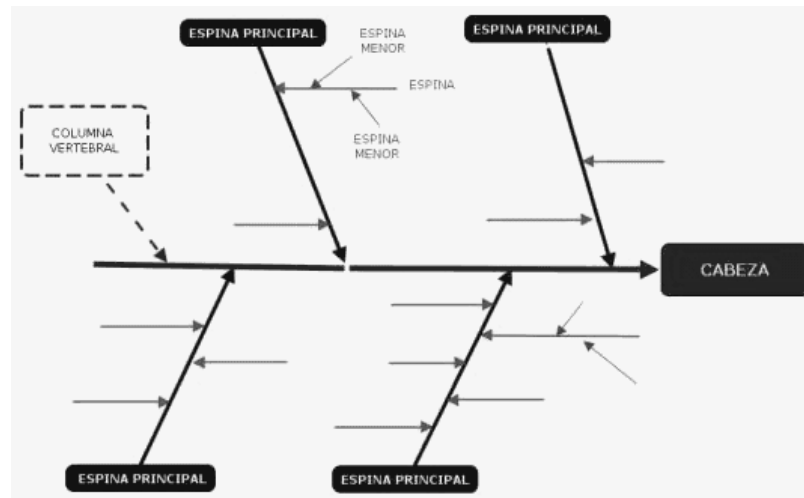 ESPINA PRINCIPAL
ESPINA PRINCIPAL
ESPINA
MENOR
ESPINA
ESPINA
MENOR
COLUMNA
VERTEBRAL
CABEZA
ESPINA PRINCIPAL
ESPINA PRINCIPAL